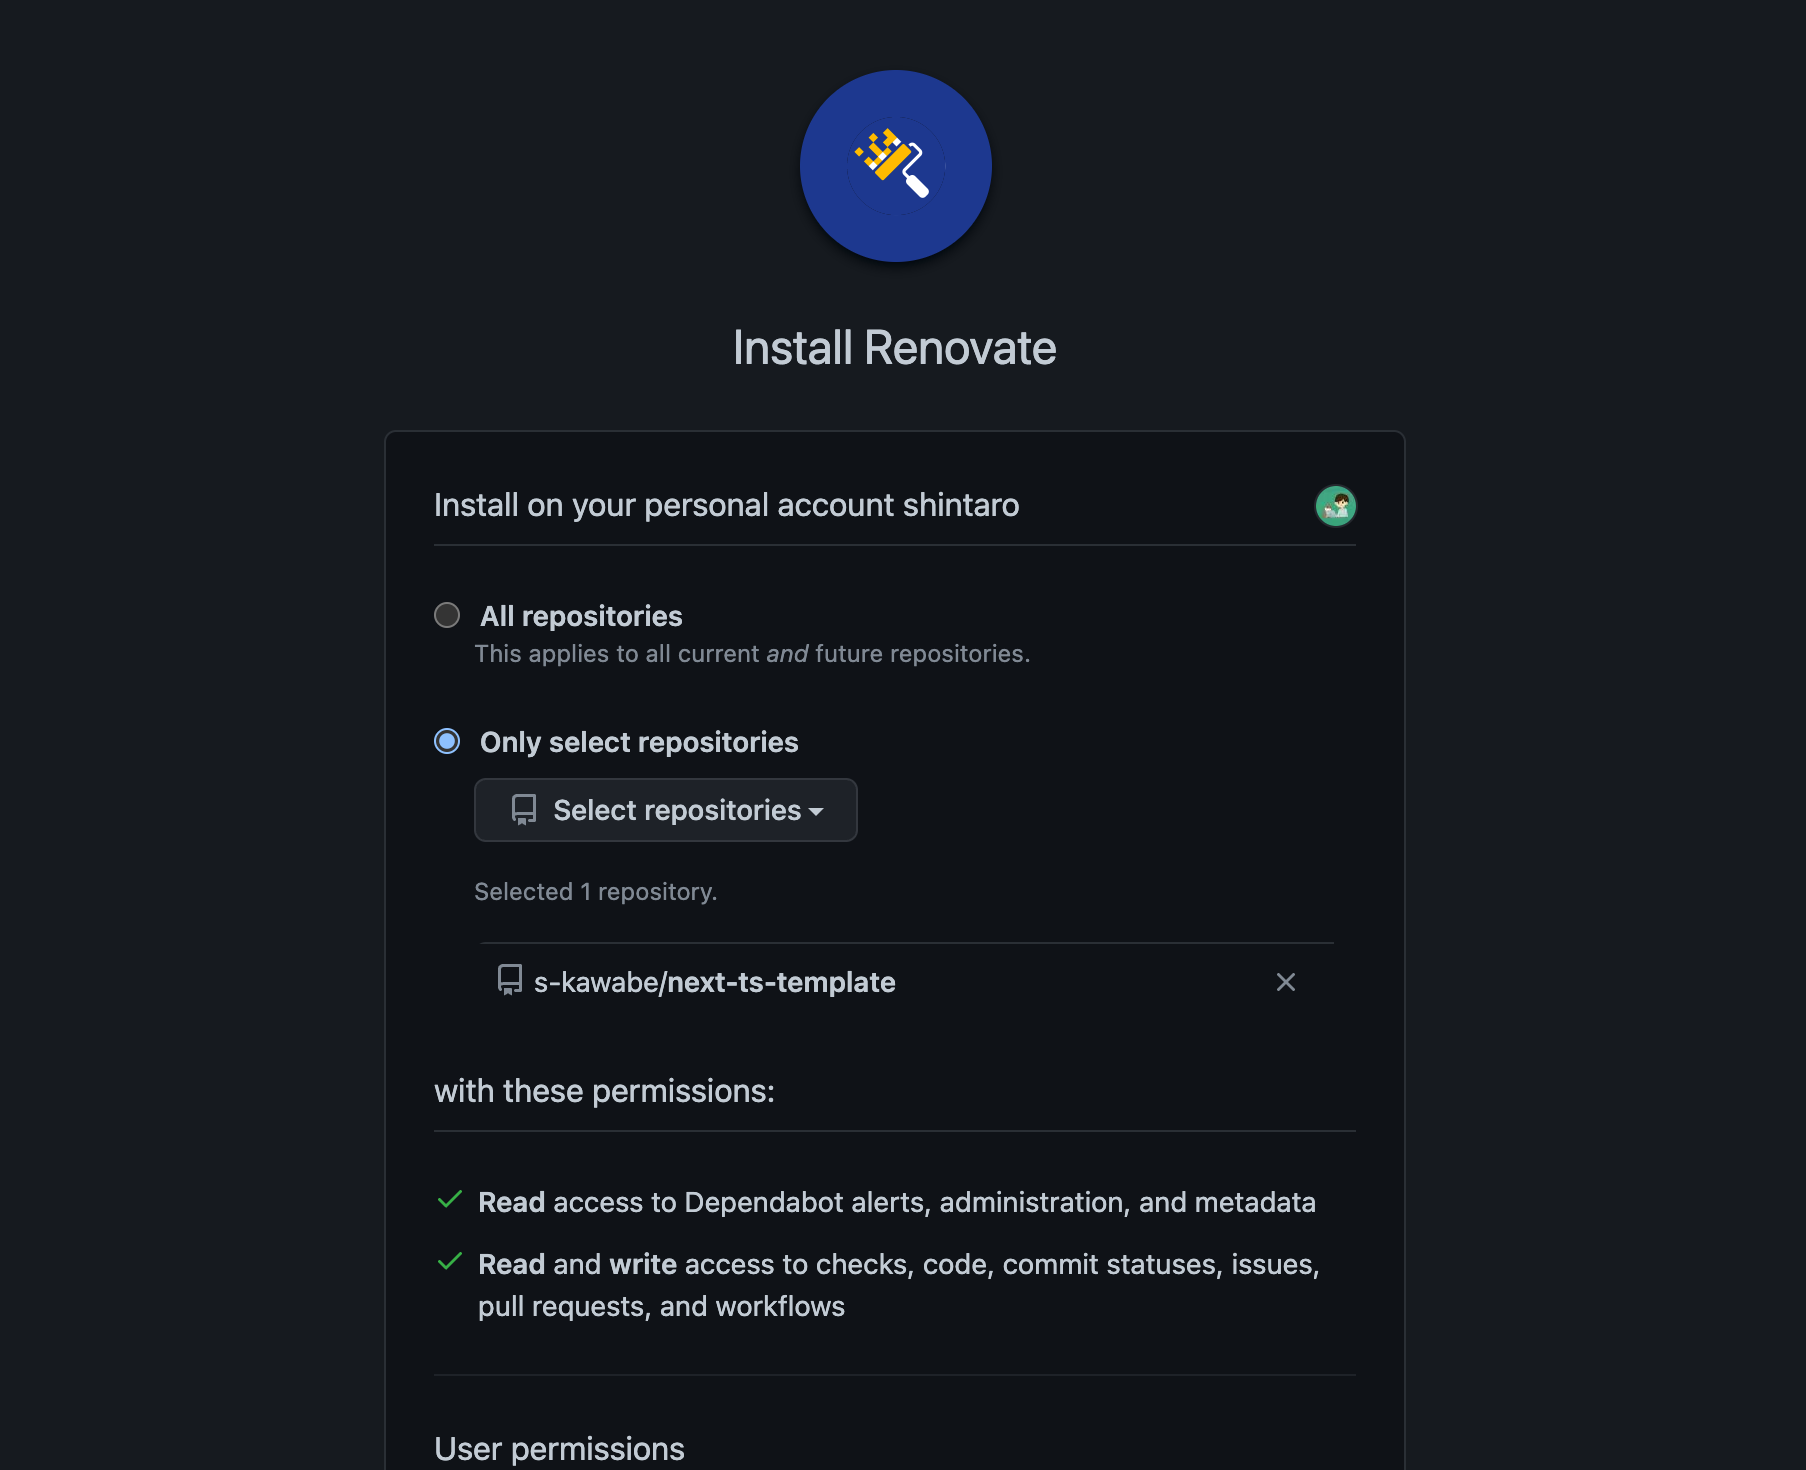 Install Renovate
Install on your personal account shintaro
All repositories
This applies to all current and future repositories.
Only select repositories
Select repositories
Selected 1 repository.
s-kawabe/next-ts-template
with these permissions:
Read access to Dependabot alerts, administration, and metadata
Read and write access to checks, code, commit statuses, issues,
pull requests, and workflows
User permissions